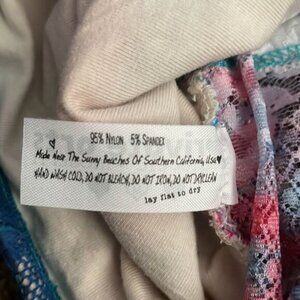 95% NYLON 5% SPANDEX
♥ Made Near The Sunny Beaches Of Southern California, Usa ♥
HAND WASH COLD, DO NOT BLEACH, DO NOT IRON, DO NOT DRYCLEAN
lay flat to dry